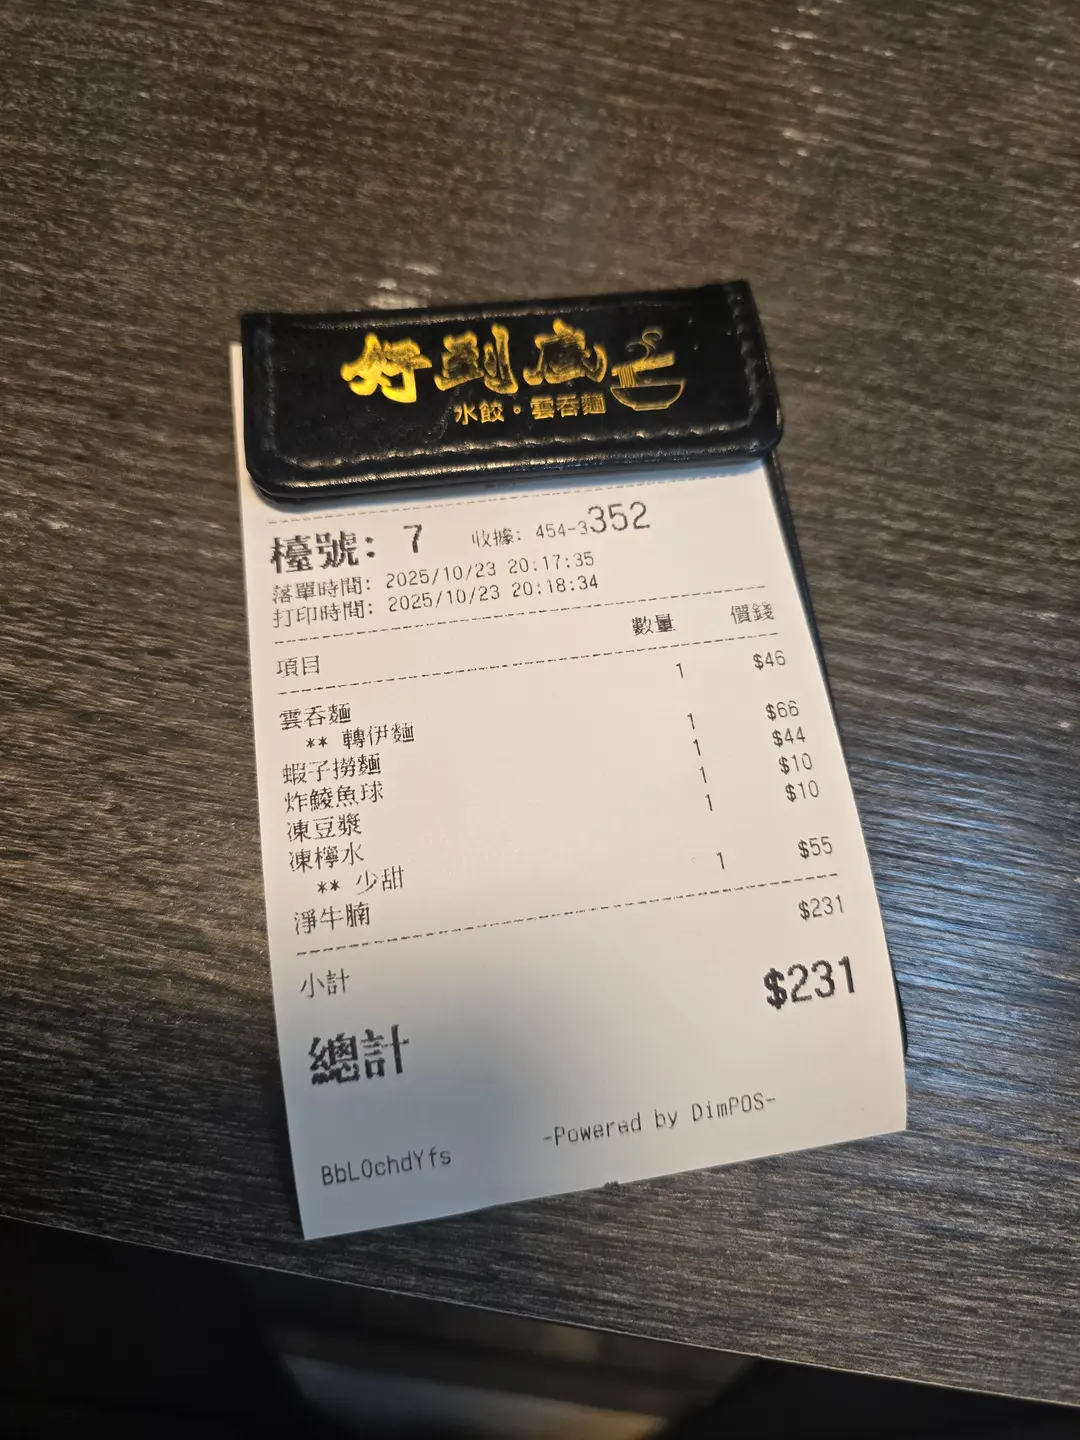 好到底
水餃・雲吞麵
檯號: 7 收據: 454-3352
落單時間: 2025/10/23 20:17:35
打印時間: 2025/10/23 20:18:34
項目 數量 價錢
雲吞麵 1 $46
** 轉伊麵
蝦子撈麵 1 $66
炸鯪魚球 1 $44
凍豆漿 1 $10
凍檸水 1 $10
** 少甜
淨牛腩 1 $55
小計 $231
總計 $231
-Powered by DimPOS-
BbL0chdYfs